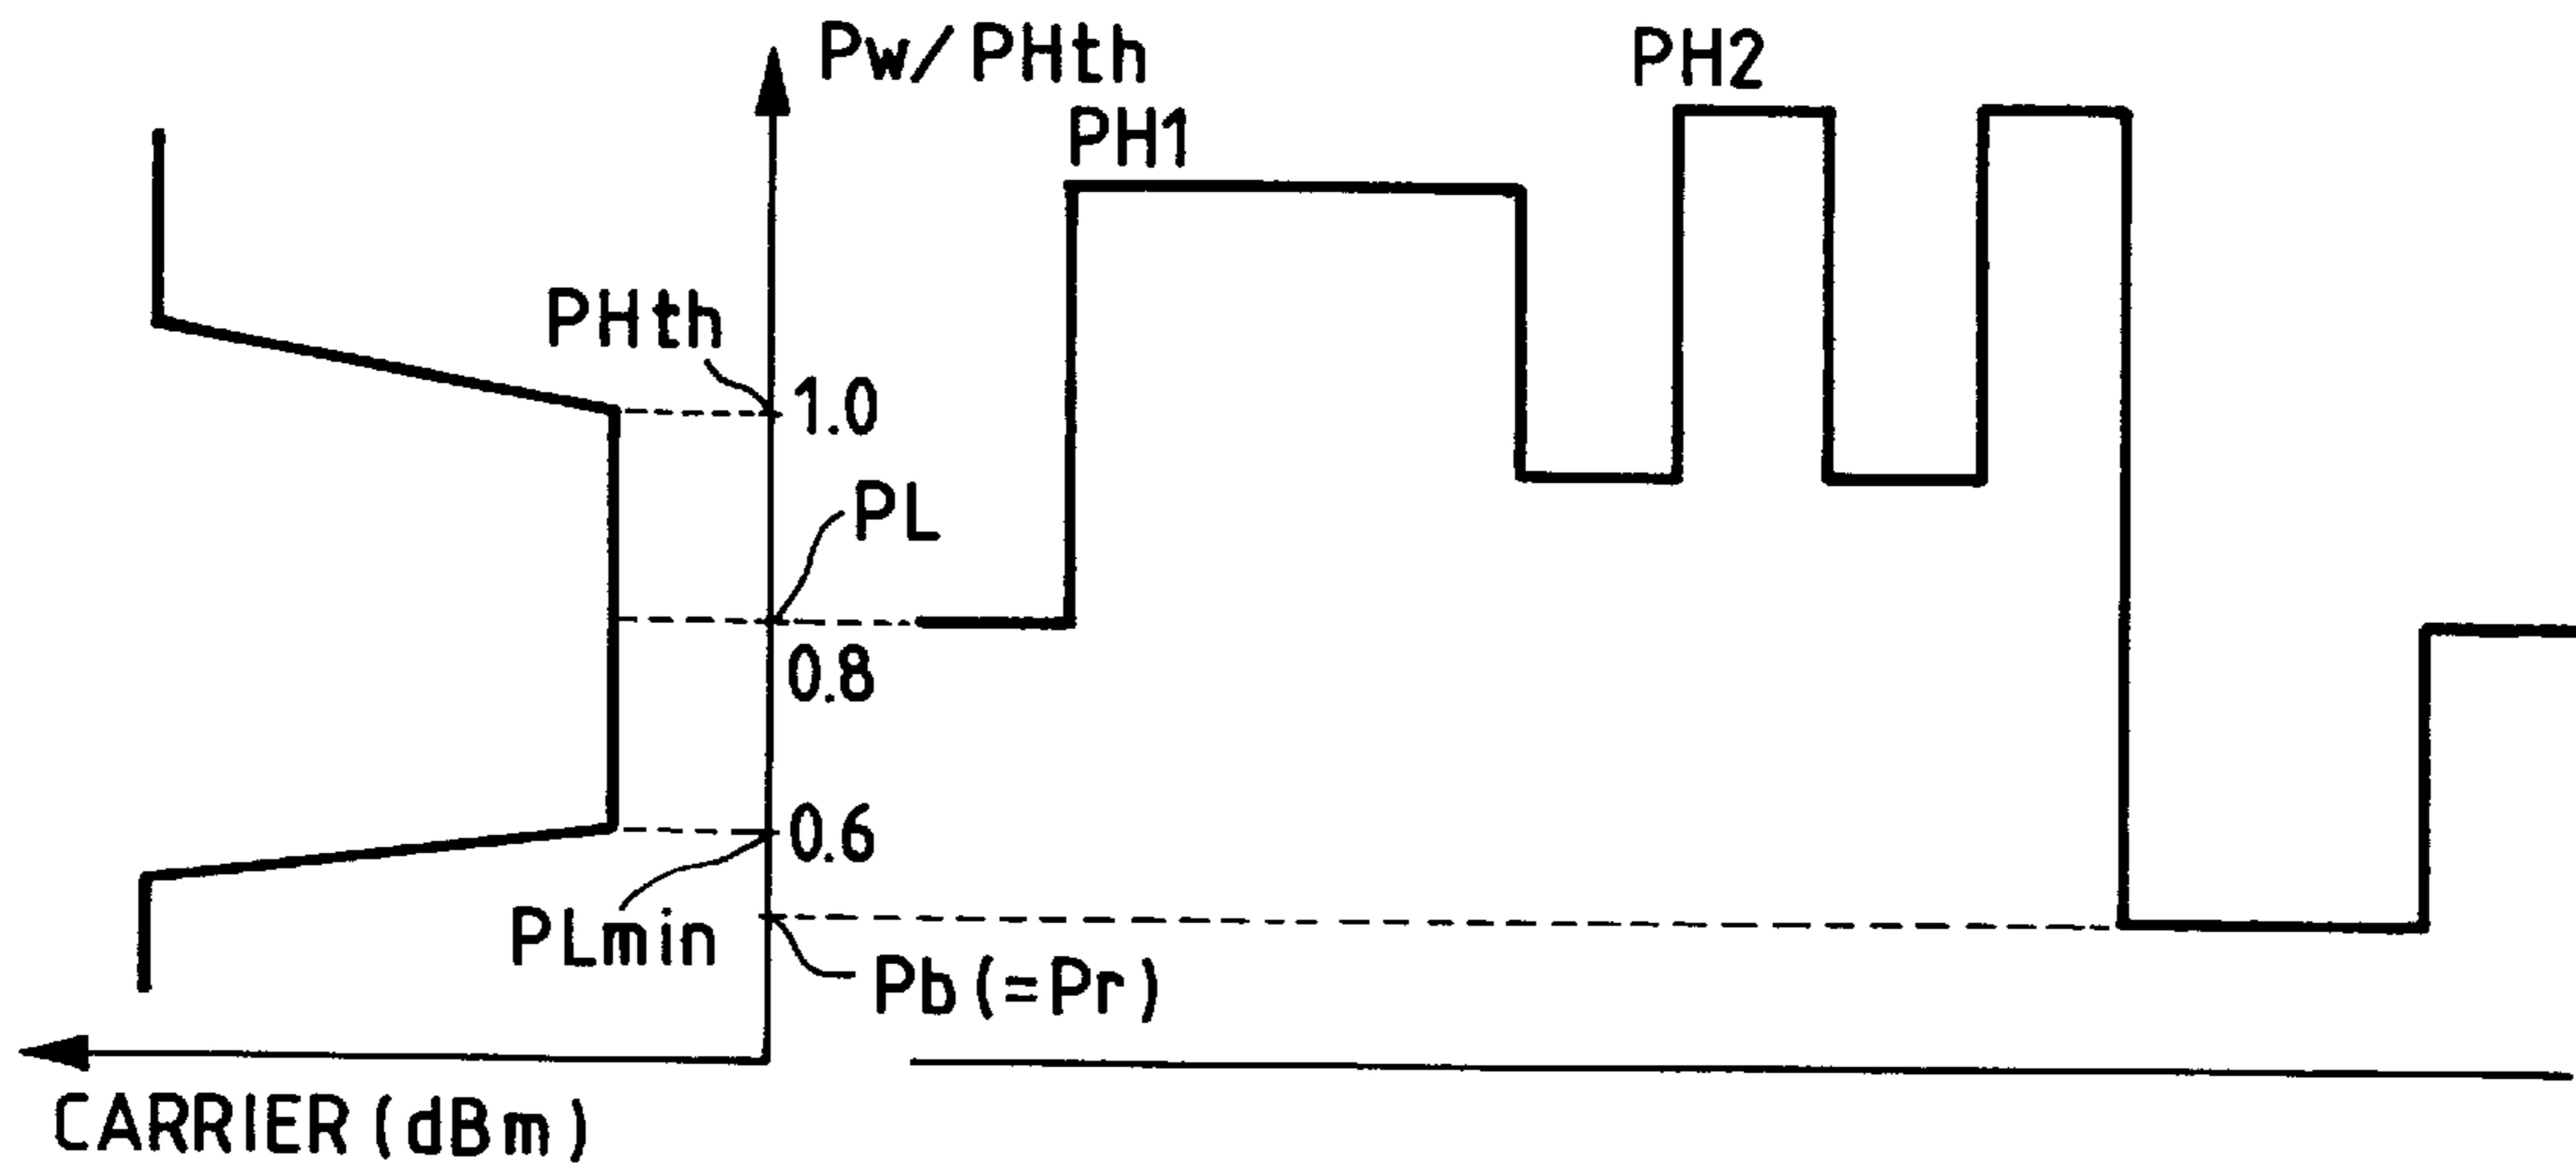 Pw/PHth
PH2
PH1
PHth
1.0
PL
0.8
0.6
PLmin
Pb(=Pr)
CARRIER(dBm)